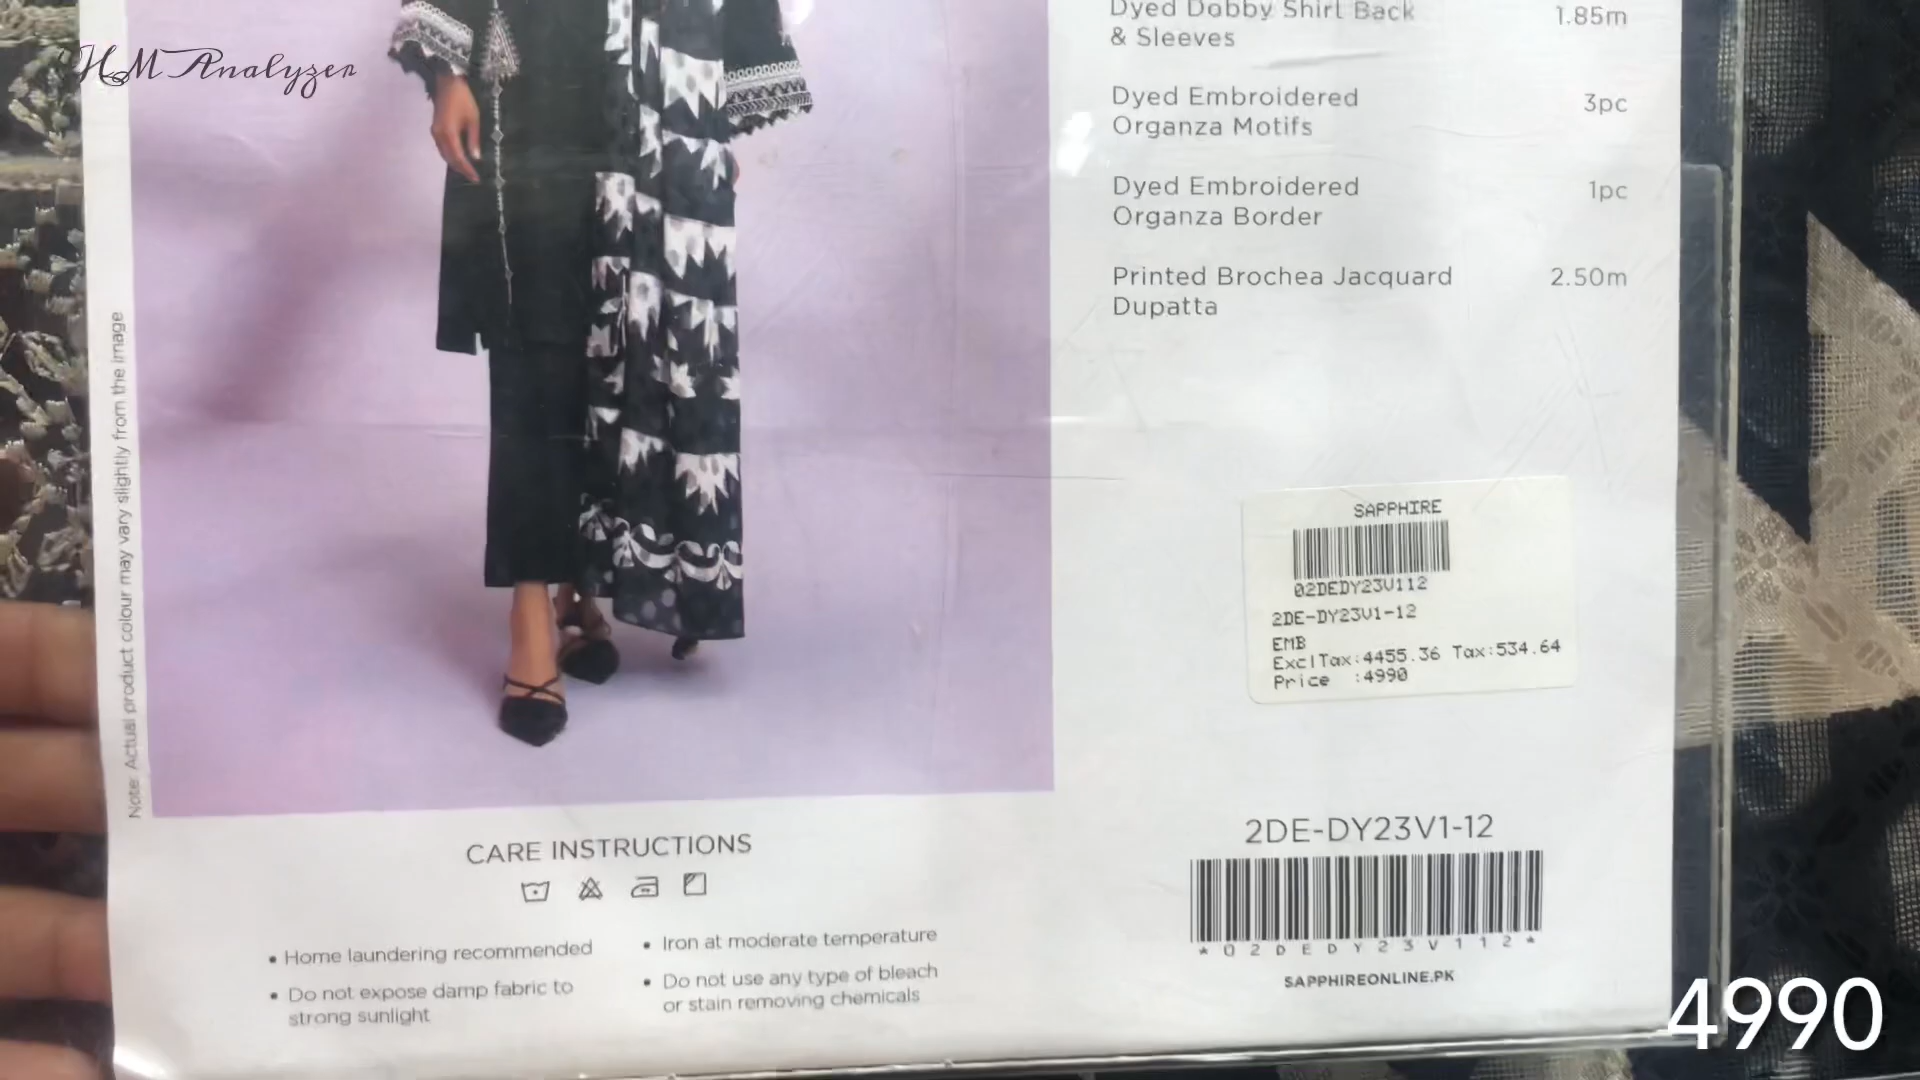 HM Analyzer
Dyed Dobby Shirt Back 1.85m
& Sleeves
Dyed Embroidered 3pc
Organza Motifs
Dyed Embroidered 1pc
Organza Border
Printed Brochea Jacquard 2.50m
Dupatta
Note: Actual product colour may vary slightly from the image
SAPPHIRE
02DEDY23V112
2DE-DY23V1-12
EMB
ExclTax:4455.36 Tax:534.64
Price :4990
CARE INSTRUCTIONS
• Home laundering recommended
• Do not expose damp fabric to
strong sunlight
• Iron at moderate temperature
• Do not use any type of bleach
or stain removing chemicals
2DE-DY23V1-12
*02DEDY23V112*
SAPPHIREONLINE.PK
4990